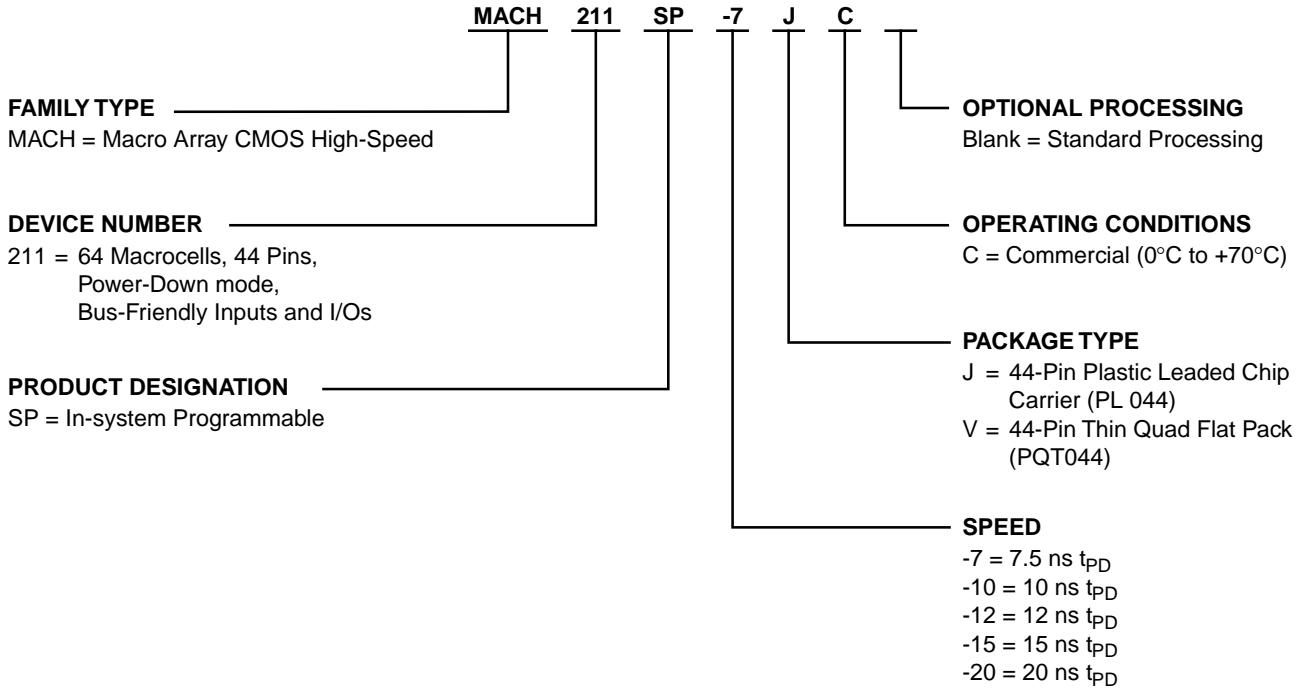 MACH 211 SP -7 J C
FAMILY TYPE
MACH = Macro Array CMOS High-Speed
DEVICE NUMBER
211 = 64 Macrocells, 44 Pins,
Power-Down mode,
Bus-Friendly Inputs and I/Os
PRODUCT DESIGNATION
SP = In-system Programmable
OPTIONAL PROCESSING
Blank = Standard Processing
OPERATING CONDITIONS
C = Commercial (0°C to +70°C)
PACKAGE TYPE
J = 44-Pin Plastic Leaded Chip
Carrier (PL 044)
V = 44-Pin Thin Quad Flat Pack
(PQT044)
SPEED
-7 = 7.5 ns tPD
-10 = 10 ns tPD
-12 = 12 ns tPD
-15 = 15 ns tPD
-20 = 20 ns tPD